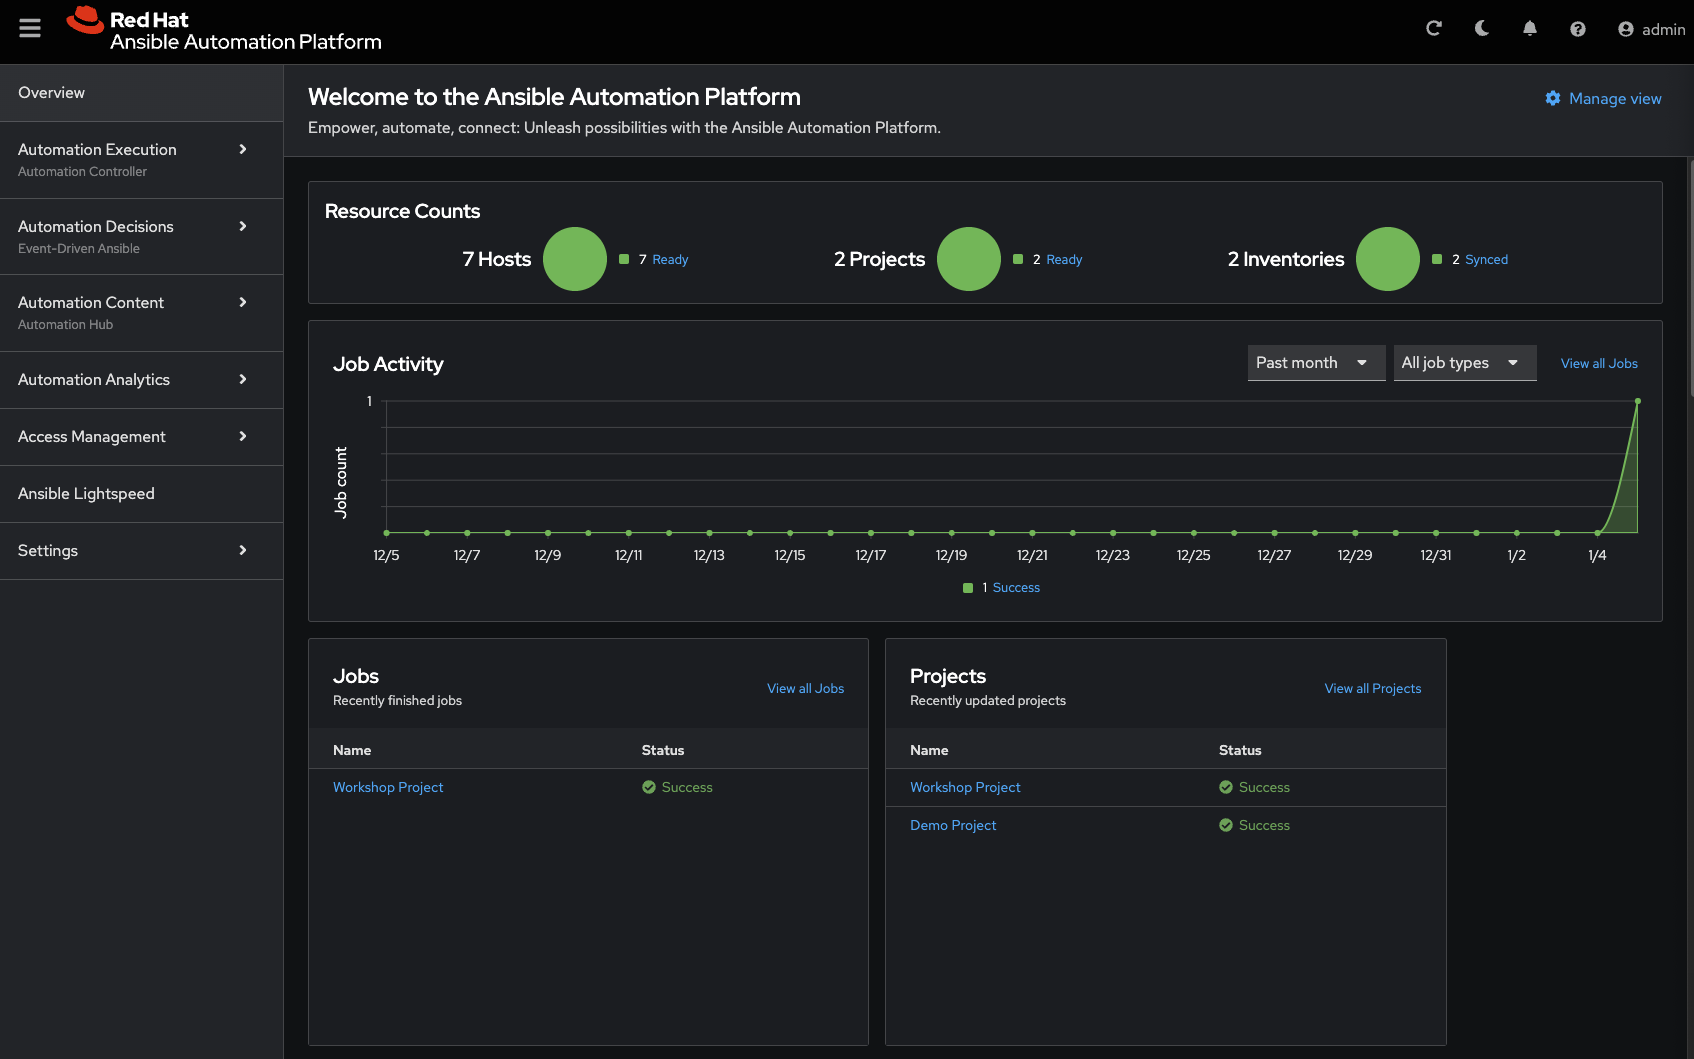 Red Hat
Ansible Automation Platform
admin
Overview
Automation Execution
Automation Controller
Automation Decisions
Event-Driven Ansible
Automation Content
Automation Hub
Automation Analytics
Access Management
Ansible Lightspeed
Settings
Welcome to the Ansible Automation Platform
Empower, automate, connect: Unleash possibilities with the Ansible Automation Platform.
Manage view
Resource Counts
7 Hosts 7 Ready
2 Projects 2 Ready
2 Inventories 2 Synced
Job Activity
Past month
All job types
View all Jobs
1
Job count
12/5 12/7 12/9 12/11 12/13 12/15 12/17 12/19 12/21 12/23 12/25 12/27 12/29 12/31 1/2 1/4
1 Success
Jobs
Recently finished jobs
View all Jobs
Name Status
Workshop Project Success
Projects
Recently updated projects
View all Projects
Name Status
Workshop Project Success
Demo Project Success